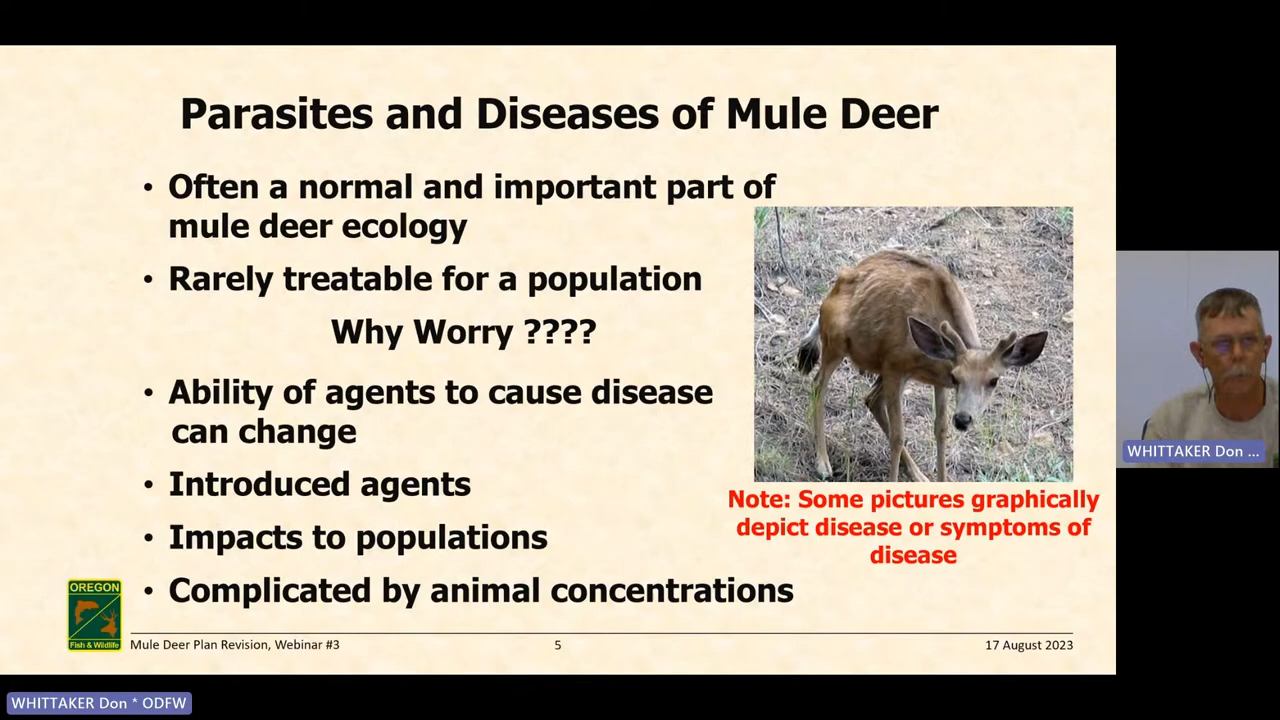 Parasites and Diseases of Mule Deer
• Often a normal and important part of
mule deer ecology
• Rarely treatable for a population
Why Worry ????
• Ability of agents to cause disease
can change
• Introduced agents
• Impacts to populations
• Complicated by animal concentrations
Note: Some pictures graphically
depict disease or symptoms of
disease
OREGON
Fish & Wildlife
Mule Deer Plan Revision, Webinar #3
5
17 August 2023
WHITTAKER Don ...
WHITTAKER Don * ODFW